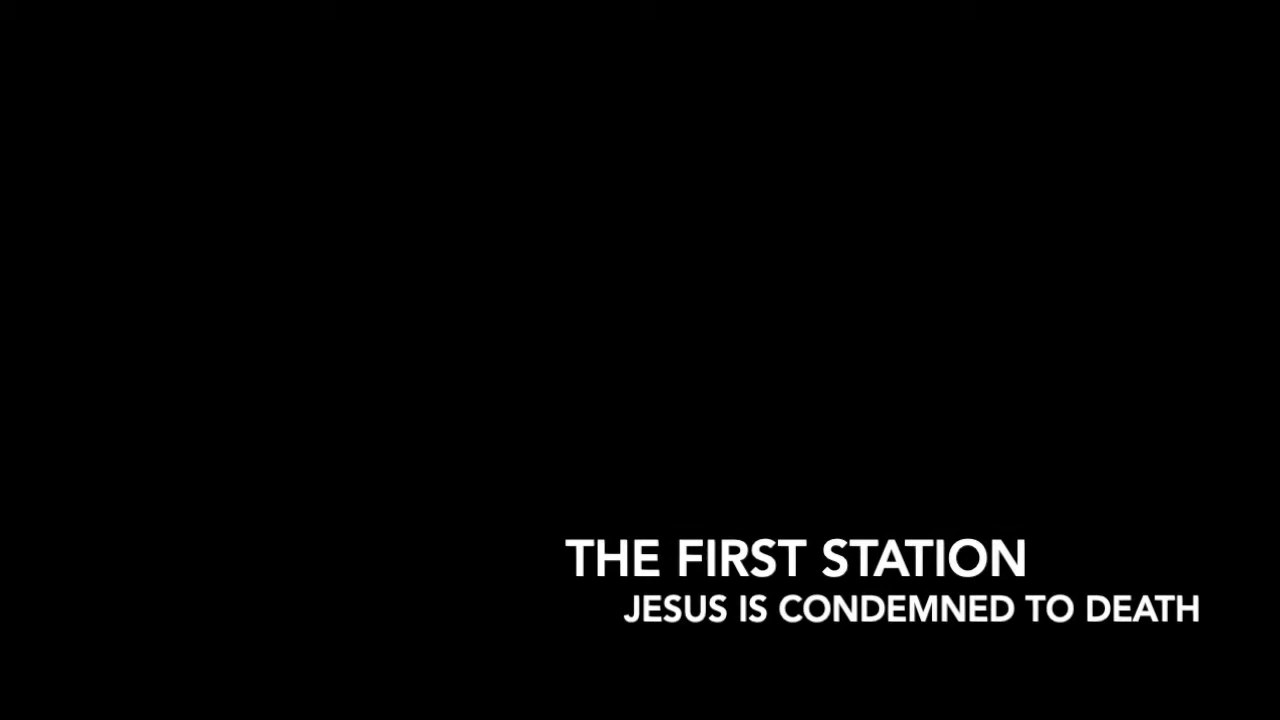 THE FIRST STATION
JESUS IS CONDEMNED TO DEATH